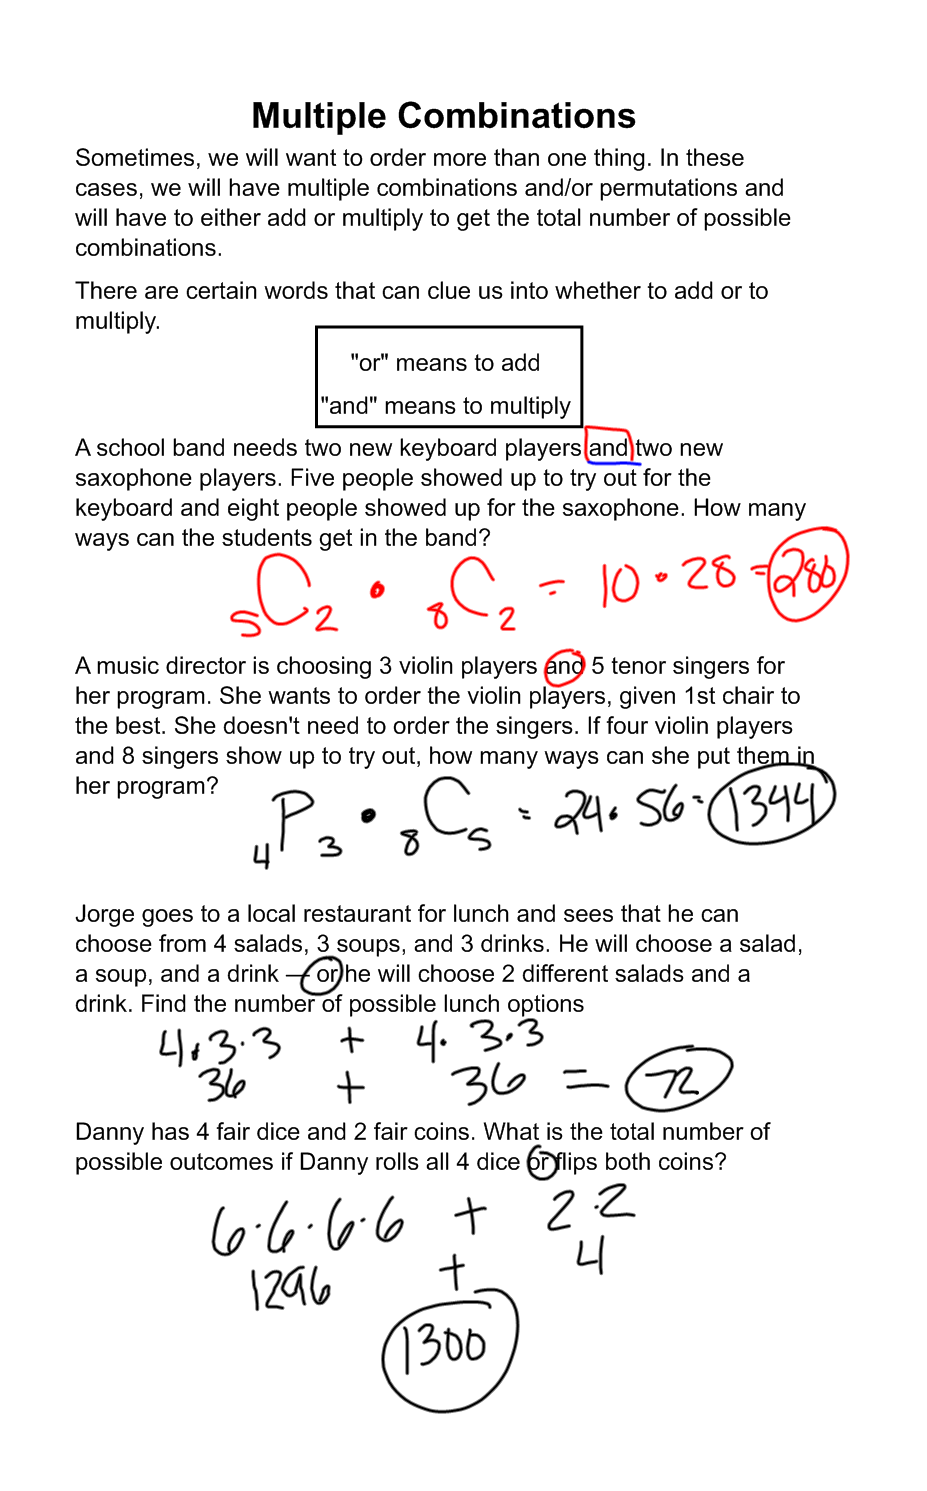 Multiple Combinations
Sometimes, we will want to order more than one thing. In these
cases, we will have multiple combinations and/or permutations and
will have to either add or multiply to get the total number of possible
combinations.
There are certain words that can clue us into whether to add or to
multiply.
"or" means to add
"and" means to multiply
A school band needs two new keyboard players and two new
saxophone players. Five people showed up to try out for the
keyboard and eight people showed up for the saxophone. How many
ways can the students get in the band?
₅C₂ • ₈C₂ = 10 • 28 = 280
A music director is choosing 3 violin players and 5 tenor singers for
her program. She wants to order the violin players, given 1st chair to
the best. She doesn't need to order the singers. If four violin players
and 8 singers show up to try out, how many ways can she put them in
her program?
₄P₃ • ₈C₅ = 24 • 56 = 1344
Jorge goes to a local restaurant for lunch and sees that he can
choose from 4 salads, 3 soups, and 3 drinks. He will choose a salad,
a soup, and a drink — or he will choose 2 different salads and a
drink. Find the number of possible lunch options
4 • 3 • 3 + 4 • 3 • 3
36 + 36 = 72
Danny has 4 fair dice and 2 fair coins. What is the total number of
possible outcomes if Danny rolls all 4 dice or flips both coins?
6 • 6 • 6 • 6 + 2 • 2
1296 + 4
1300